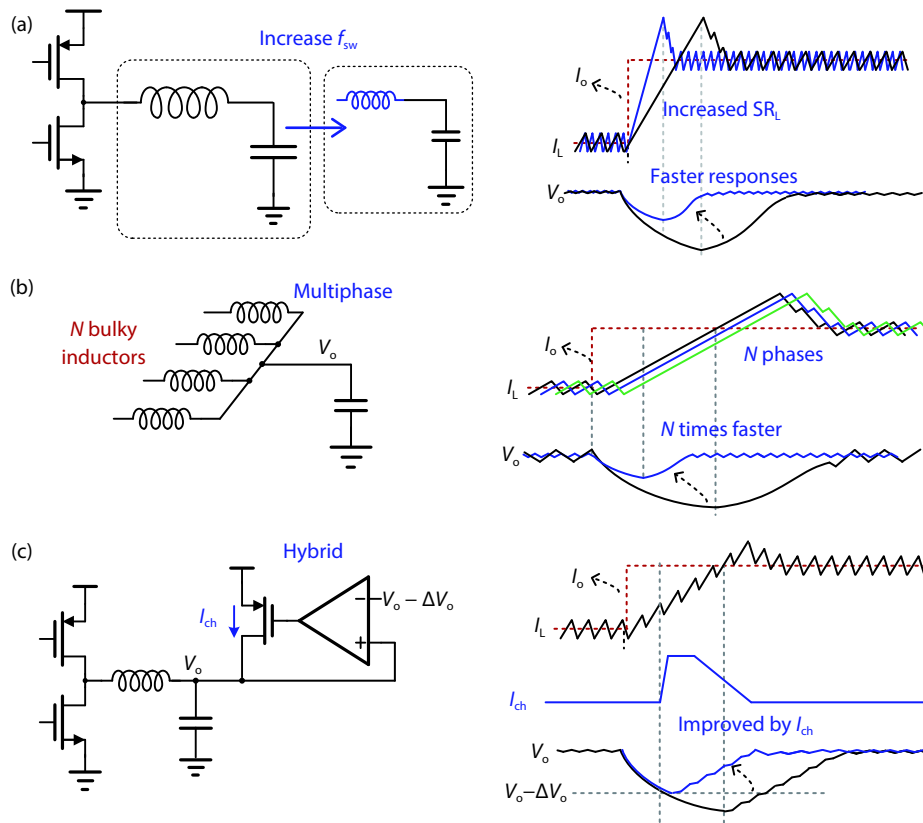 (a)
Increase fsw
Io
Increased SRL
IL
Faster responses
Vo
(b)
Multiphase
N bulky
inductors
Vo
Io
N phases
IL
N times faster
Vo
(c)
Hybrid
Ich
Vo – ΔVo
−
+
Vo
Io
IL
Ich
Improved by Ich
Vo
Vo–ΔVo